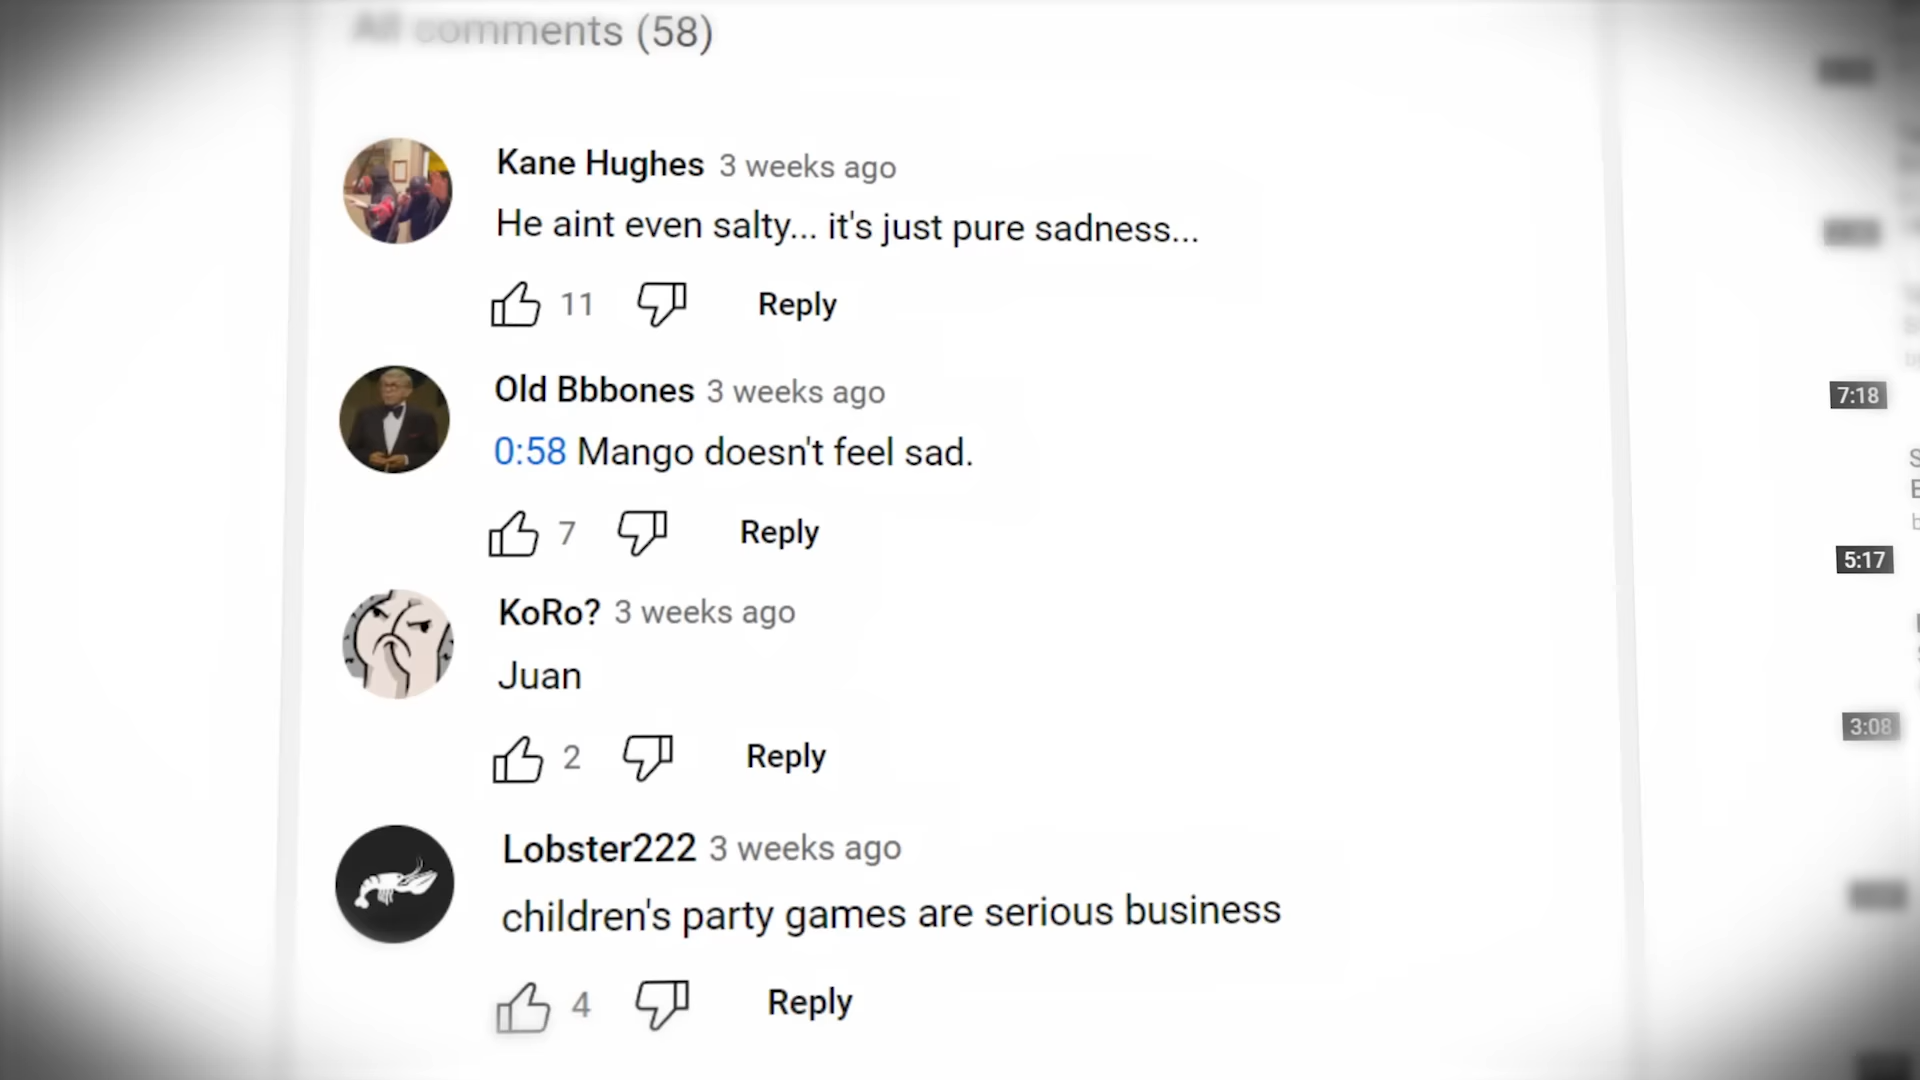 All comments (58)
Kane Hughes 3 weeks ago
He aint even salty... it's just pure sadness...
11 Reply
Old Bbbones 3 weeks ago
0:58 Mango doesn't feel sad.
7 Reply
KoRo? 3 weeks ago
Juan
2 Reply
Lobster222 3 weeks ago
children's party games are serious business
4 Reply
7:18
5:17
3:08